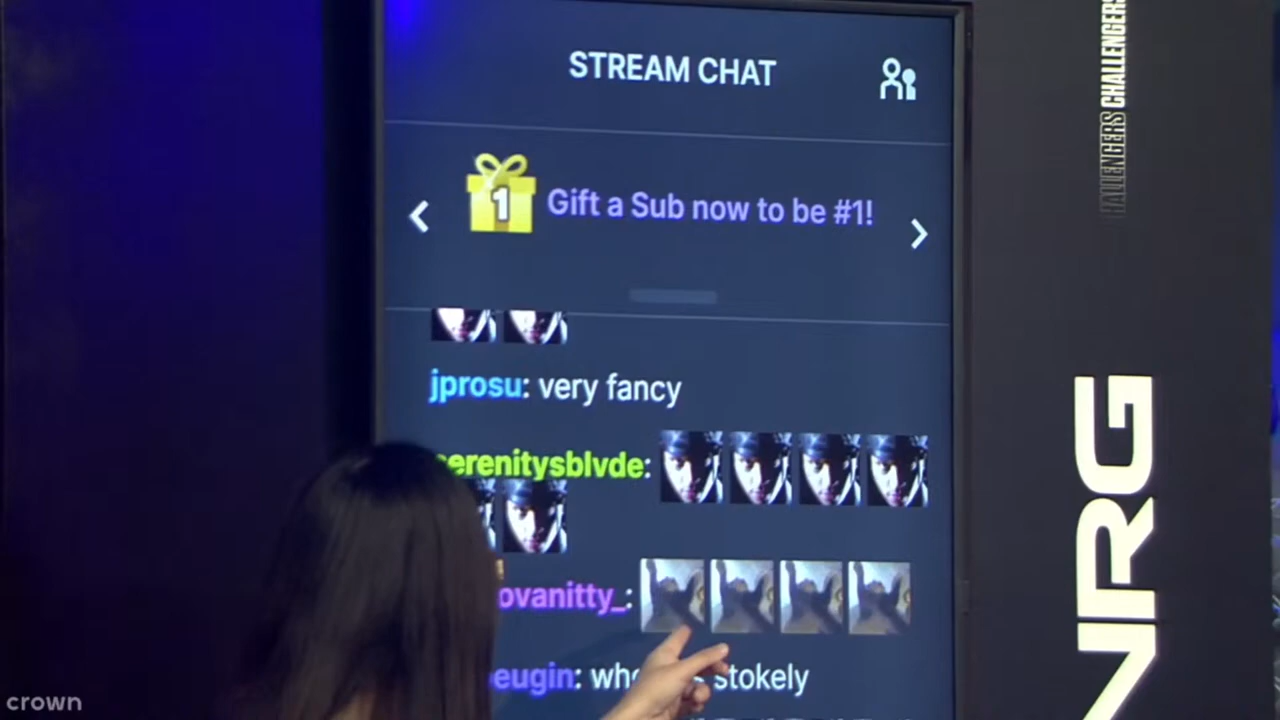 STREAM CHAT
1 Gift a Sub now to be #1!
jprosu: very fancy
serenitysblvde:
ovanitty_:
eugin: stokely
CHALLENGERS
CHALLENGERS
NRG
crown